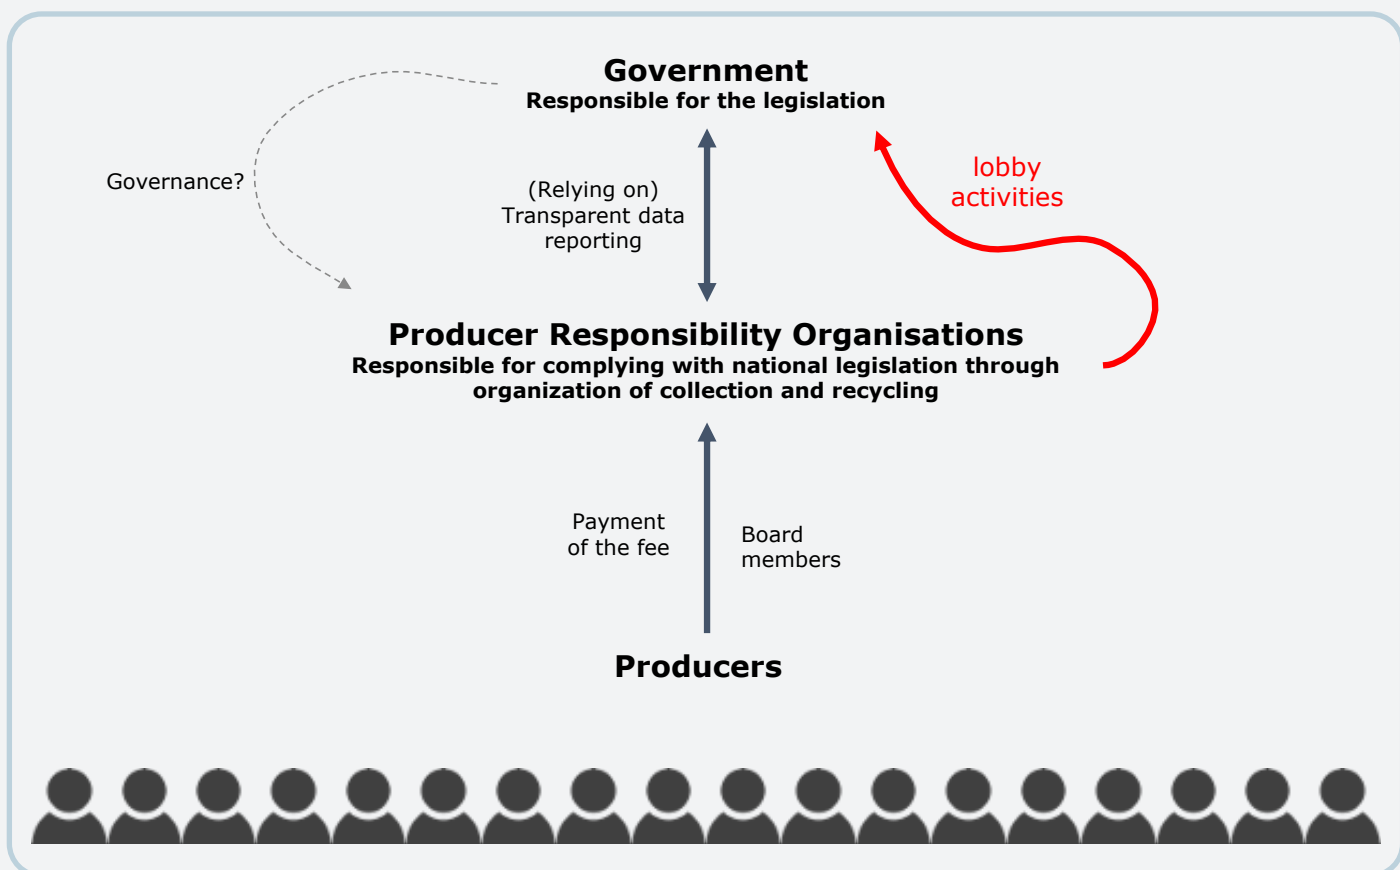 Government
Responsible for the legislation
Governance?
(Relying on)
Transparent data
reporting
lobby
activities
Producer Responsibility Organisations
Responsible for complying with national legislation through
organization of collection and recycling
Payment
of the fee
Board
members
Producers